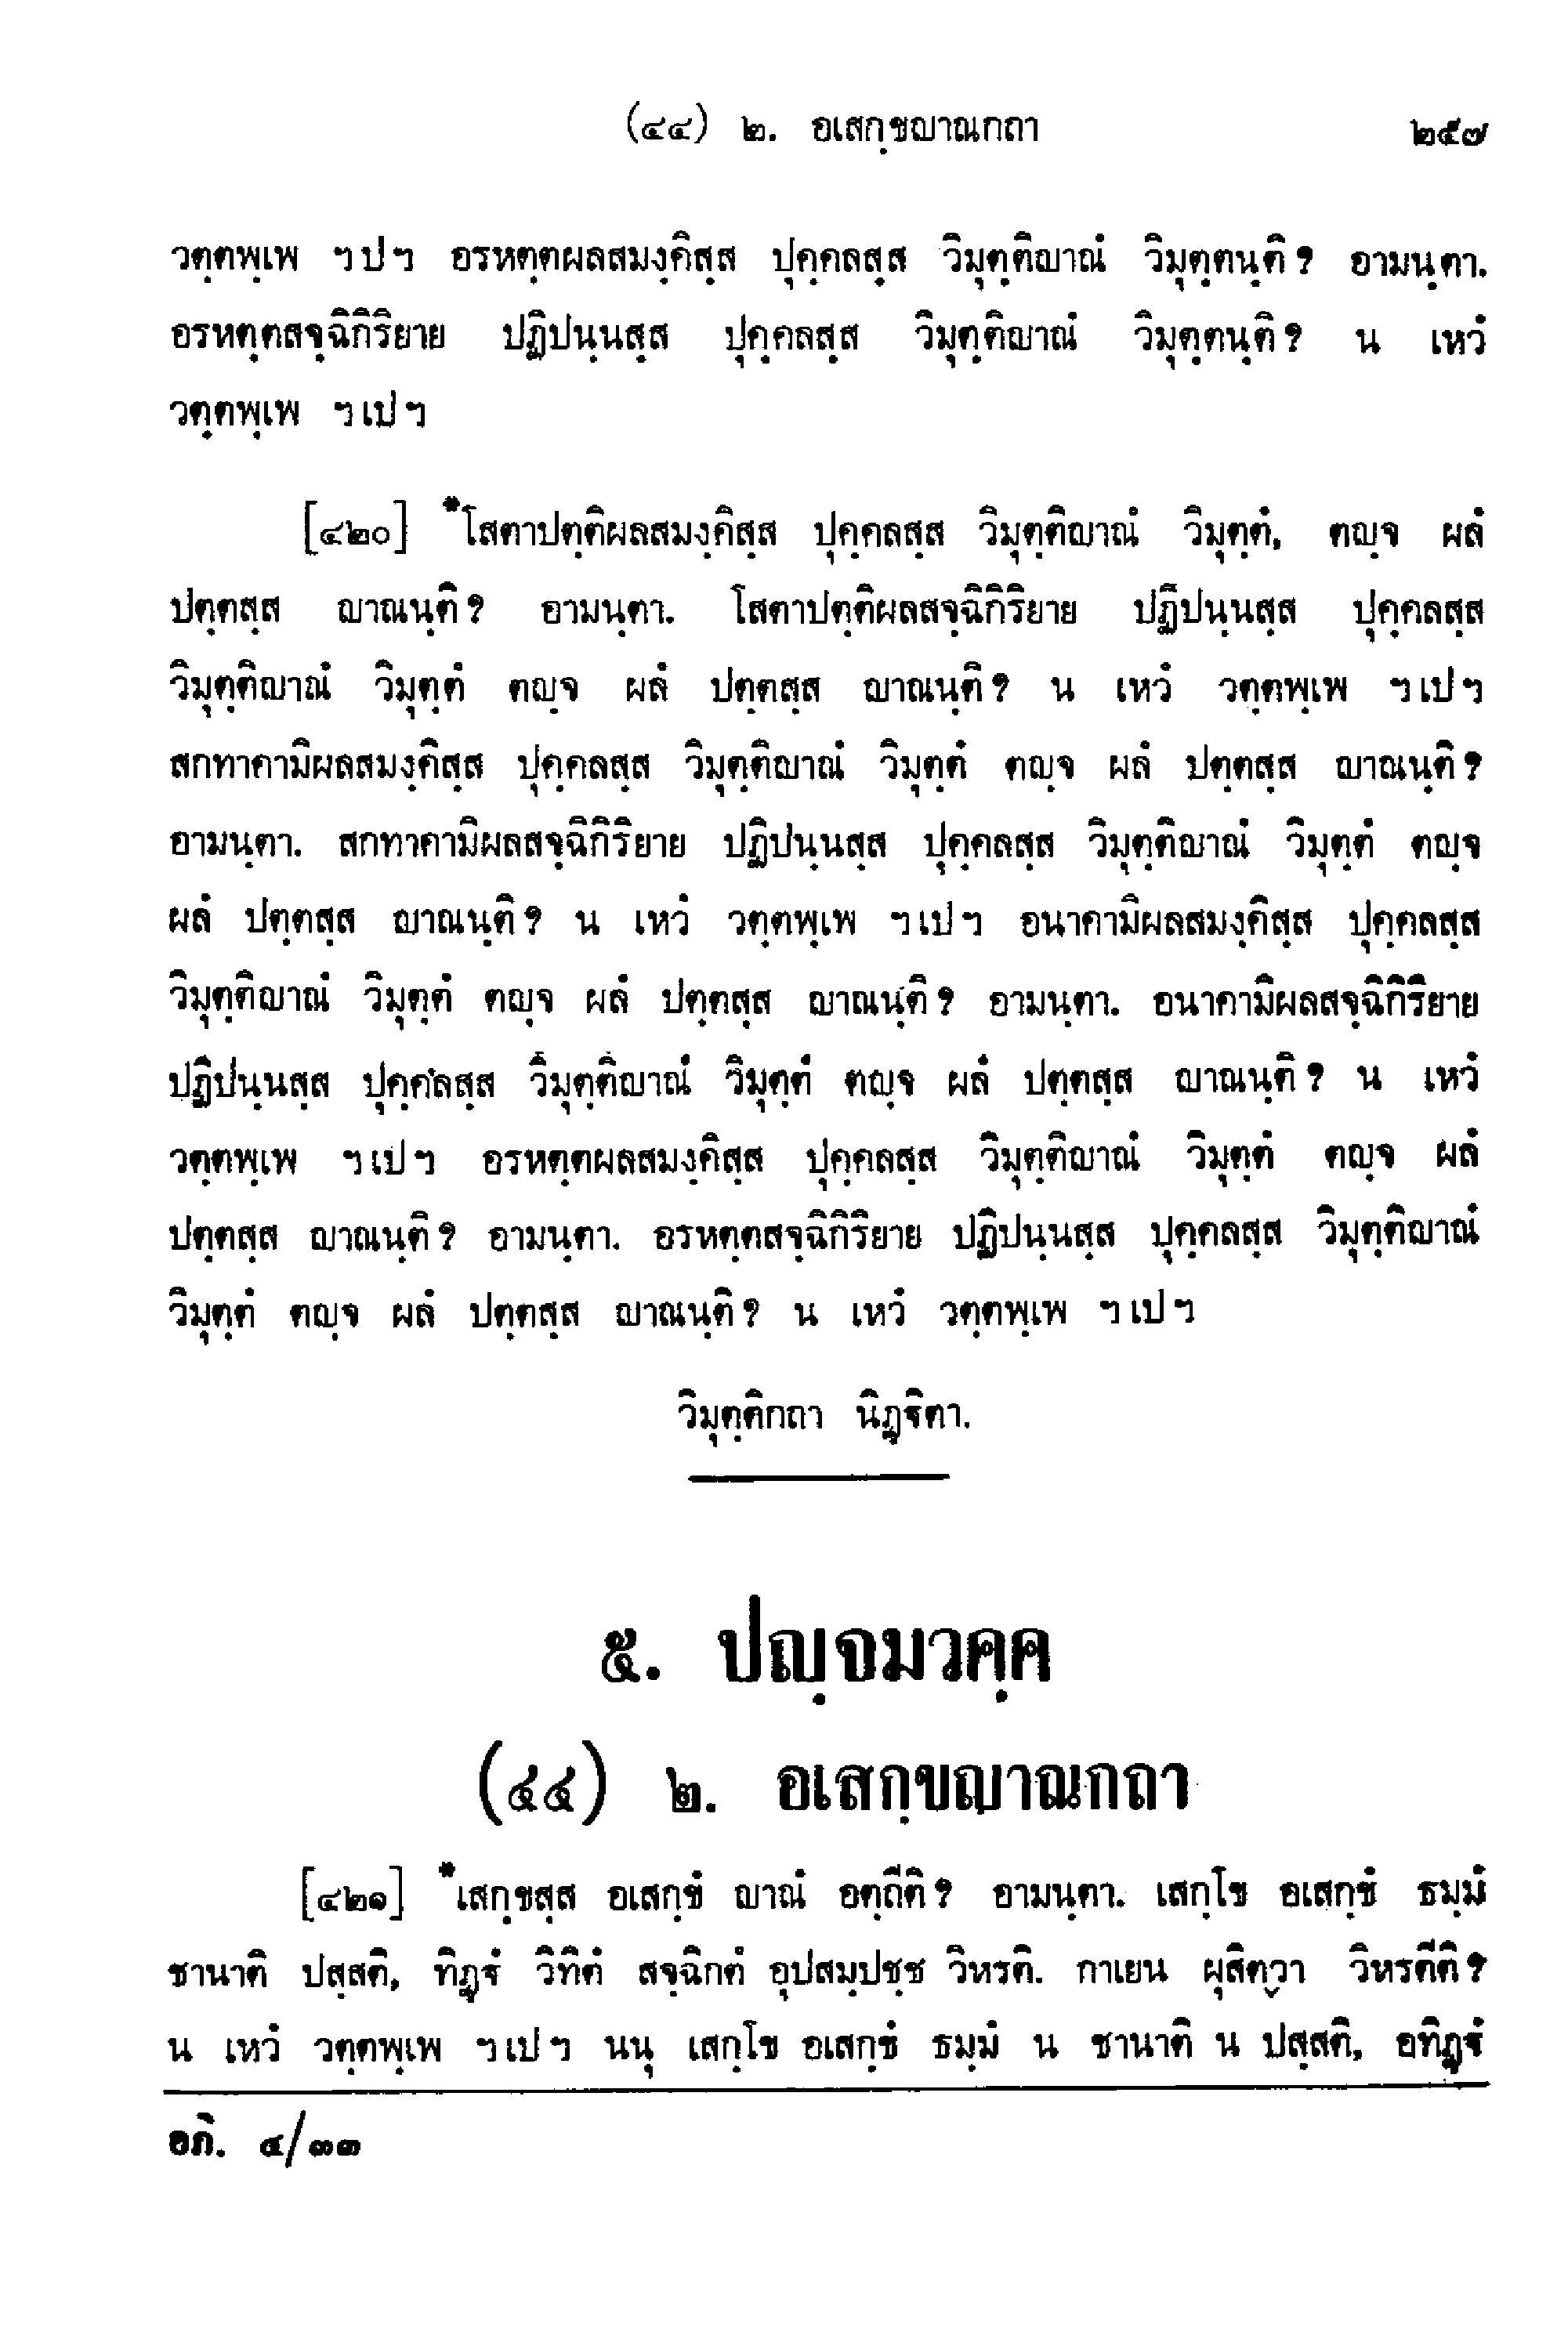 (๔๔) ๒. อเสกฺขญาณกถา ๒๕๗
วตฺตพฺเพ ฯปฯ อรหตฺตผลสมงฺคิสฺส ปุคฺคลสฺส วิมุตฺติญาณํ วิมุตฺตนฺติ? อามนฺตา.
อรหตฺตสจฺฉิกิริยาย ปฏิปนฺนสฺส ปุคฺคลสฺส วิมุตฺติญาณํ วิมุตฺตนฺติ? น เหวํ
วตฺตพฺเพ ฯเปฯ
[๔๒๐] *โสตาปตฺติผลสมงฺคิสฺส ปุคฺคลสฺส วิมุตฺติญาณํ วิมุตฺตํ, ตญฺจ ผลํ
ปตฺตสฺส ญาณนฺติ? อามนฺตา. โสตาปตฺติผลสจฺฉิกิริยาย ปฏิปนฺนสฺส ปุคฺคลสฺส
วิมุตฺติญาณํ วิมุตฺตํ ตญฺจ ผลํ ปตฺตสฺส ญาณนฺติ? น เหวํ วตฺตพฺเพ ฯเปฯ
สกทาคามิผลสมงฺคิสฺส ปุคฺคลสฺส วิมุตฺติญาณํ วิมุตฺตํ ตญฺจ ผลํ ปตฺตสฺส ญาณนฺติ?
อามนฺตา. สกทาคามิผลสจฺฉิกิริยาย ปฏิปนฺนสฺส ปุคฺคลสฺส วิมุตฺติญาณํ วิมุตฺตํ ตญฺจ
ผลํ ปตฺตสฺส ญาณนฺติ? น เหวํ วตฺตพฺเพ ฯเปฯ อนาคามิผลสมงฺคิสฺส ปุคฺคลสฺส
วิมุตฺติญาณํ วิมุตฺตํ ตญฺจ ผลํ ปตฺตสฺส ญาณนฺติ? อามนฺตา. อนาคามิผลสจฺฉิกิริยาย
ปฏิปนฺนสฺส ปุคฺคลสฺส วิมุตฺติญาณํ วิมุตฺตํ ตญฺจ ผลํ ปตฺตสฺส ญาณนฺติ? น เหวํ
วตฺตพฺเพ ฯเปฯ อรหตฺตผลสมงฺคิสฺส ปุคฺคลสฺส วิมุตฺติญาณํ วิมุตฺตํ ตญฺจ ผลํ
ปตฺตสฺส ญาณนฺติ? อามนฺตา. อรหตฺตสจฺฉิกิริยาย ปฏิปนฺนสฺส ปุคฺคลสฺส วิมุตฺติญาณํ
วิมุตฺตํ ตญฺจ ผลํ ปตฺตสฺส ญาณนฺติ? น เหวํ วตฺตพฺเพ ฯเปฯ
วิมุตฺติกถา นิฏฺฐิตา.
๕. ปญฺจมวคฺค
(๔๔) ๒. อเสกฺขญาณกถา
[๔๒๑] *เสกฺขสฺส อเสกฺขํ ญาณํ อตฺถีติ? อามนฺตา. เสกฺโข อเสกฺขํ ธมฺมํ
ชานาติ ปสฺสติ, ทิฏฺฐํ วิทิตํ สจฺฉิกตํ อุปสมฺปชฺช วิหรติ. กาเยน ผุสิตฺวา วิหรตีติ?
น เหวํ วตฺตพฺเพ ฯเปฯ นนุ เสกฺโข อเสกฺขํ ธมฺมํ น ชานาติ น ปสฺสติ, อทิฏฺฐํ
อภิ. ๔/๓๓